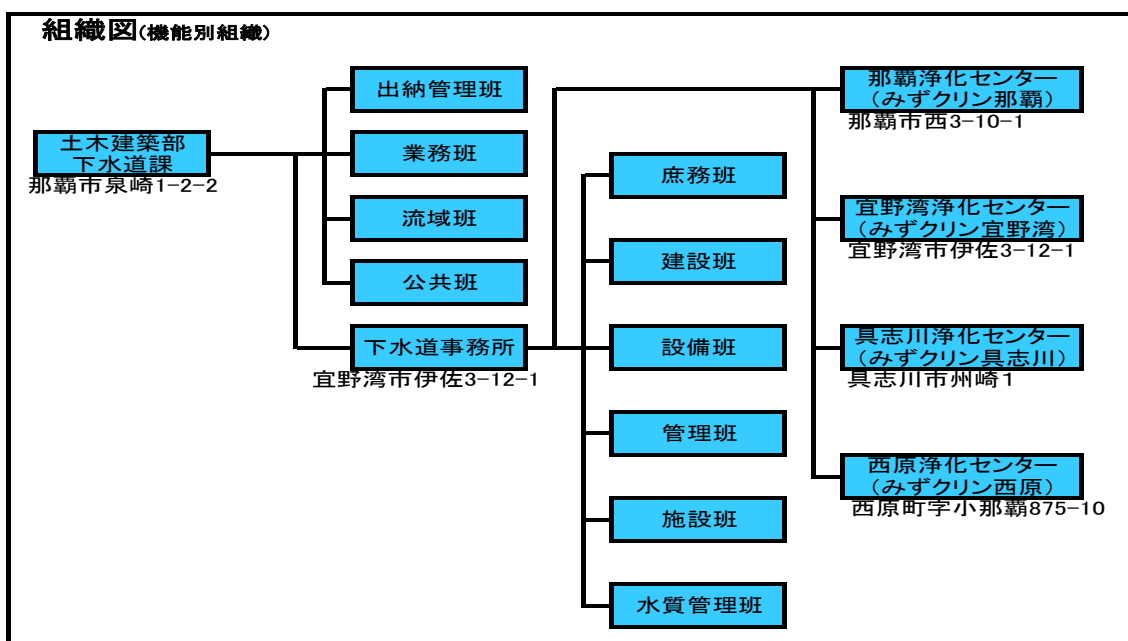 組織図(機能別組織)
土木建築部
下水道課
那覇市泉崎1-2-2
出納管理班
業務班
流域班
公共班
下水道事務所
宜野湾市伊佐3-12-1
庶務班
建設班
設備班
管理班
施設班
水質管理班
那覇浄化センター
(みずクリン那覇)
那覇市西3-10-1
宜野湾浄化センター
(みずクリン宜野湾)
宜野湾市伊佐3-12-1
具志川浄化センター
(みずクリン具志川)
具志川市州崎1
西原浄化センター
(みずクリン西原)
西原町字小那覇875-10